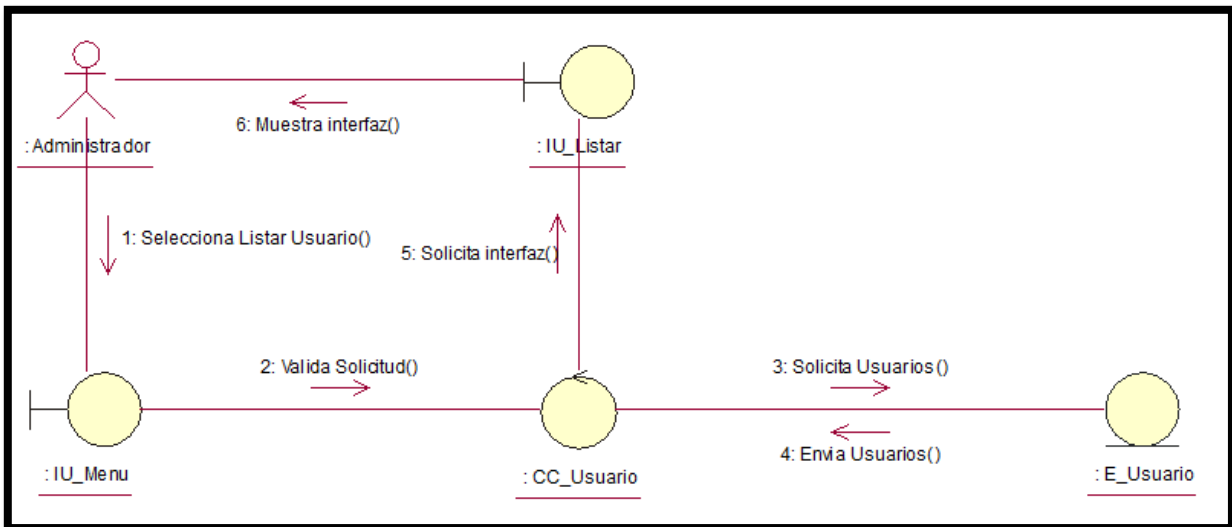 6: Muestra interfaz()
: Administrador
: IU_Listar
1: Selecciona Listar Usuario()
5: Solicita interfaz()
2: Valida Solicitud()
3: Solicita Usuarios()
4: Envia Usuarios()
: IU_Menu
: CC_Usuario
: E_Usuario